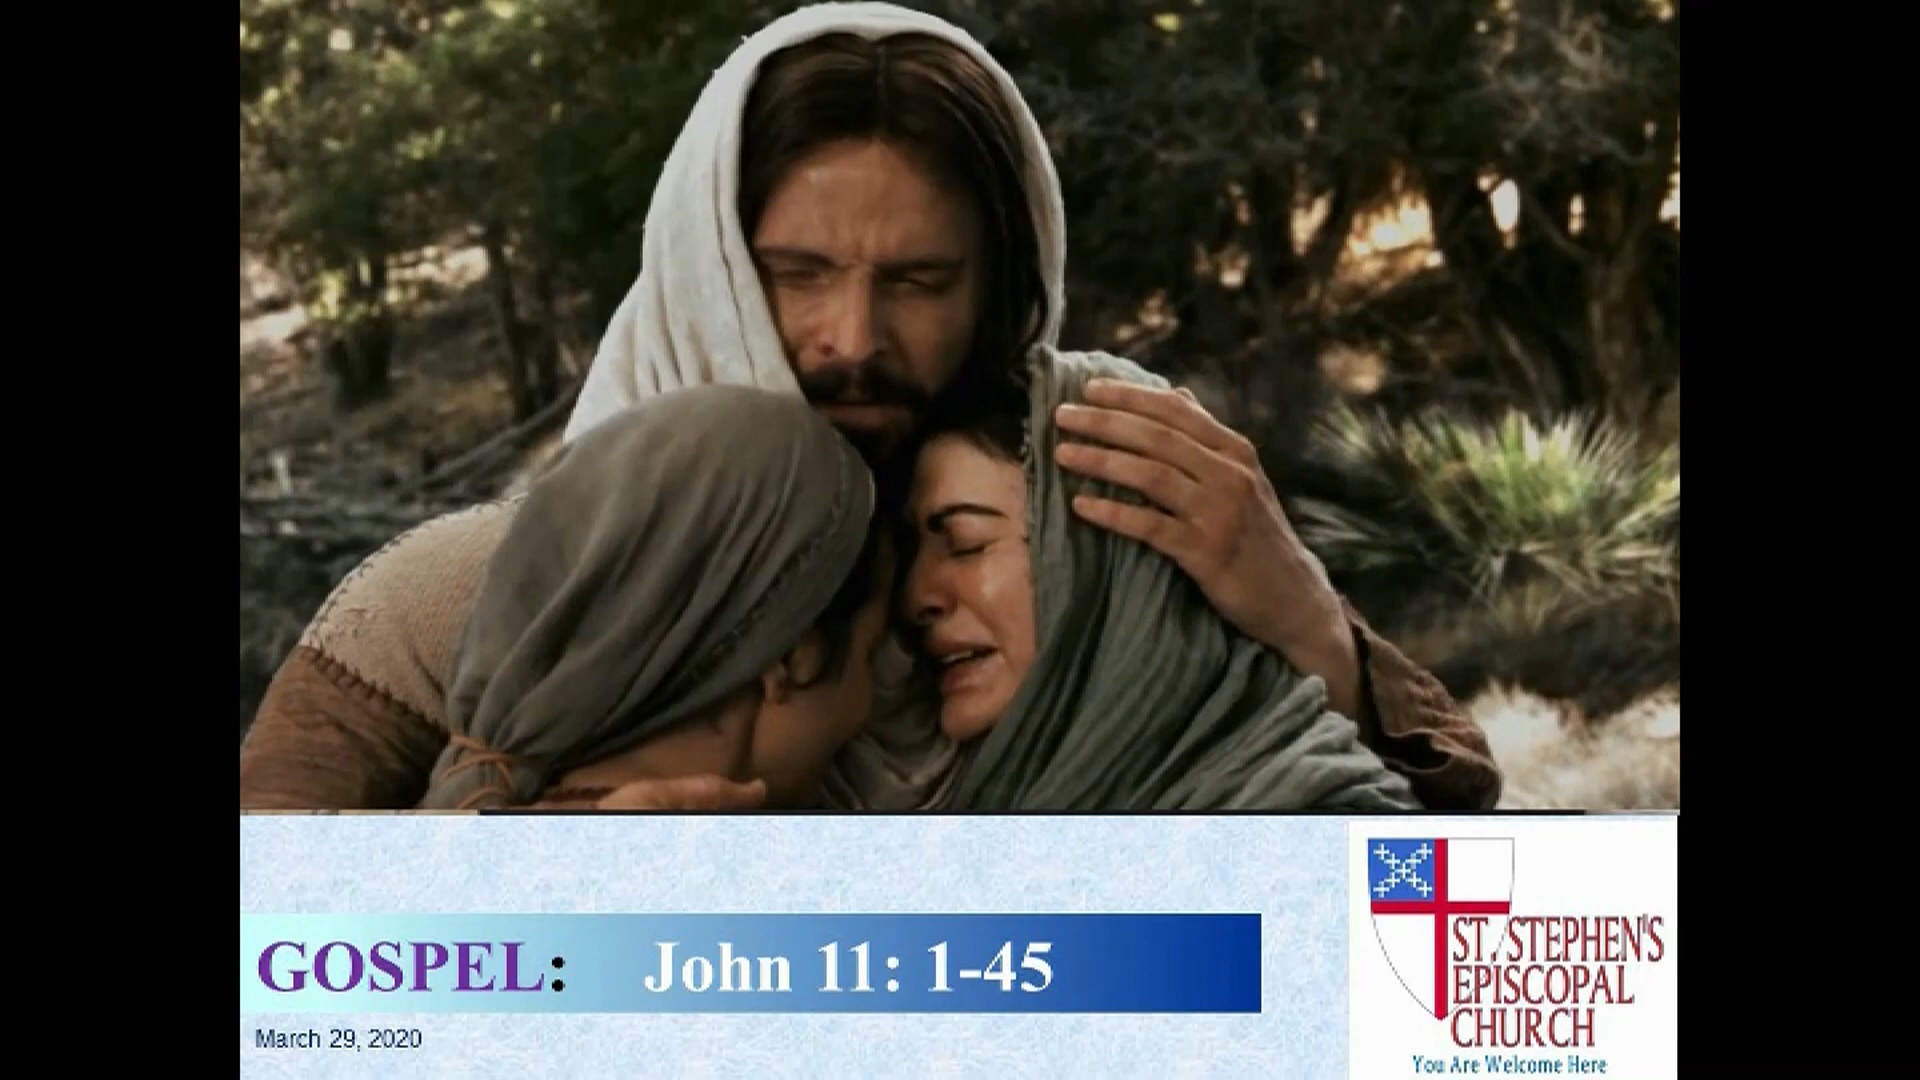 GOSPEL: John 11: 1-45
March 29, 2020
ST. STEPHEN'S
EPISCOPAL
CHURCH
You Are Welcome Here